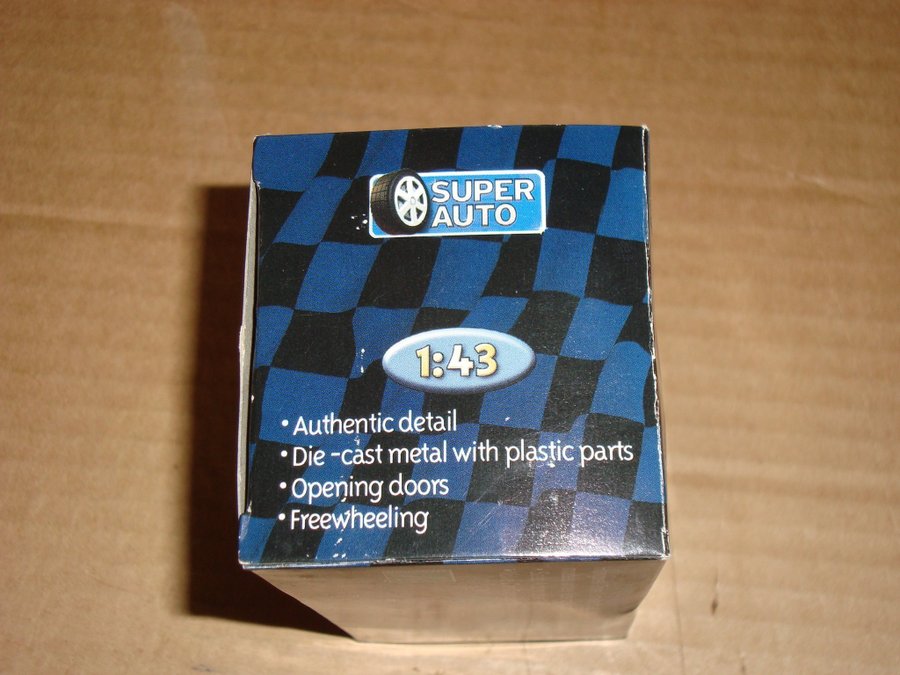 SUPER
AUTO
1:43
• Authentic detail
• Die -cast metal with plastic parts
• Opening doors
• Freewheeling